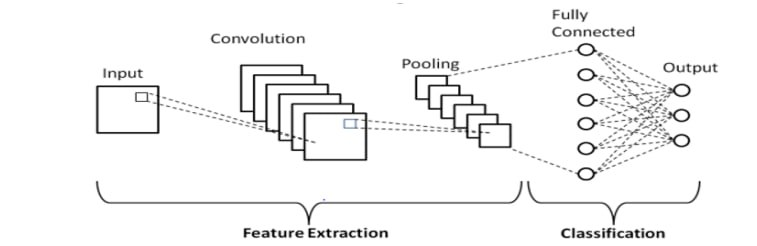 Fully
Connected
Convolution
Pooling
Input
Output
Feature Extraction
Classification